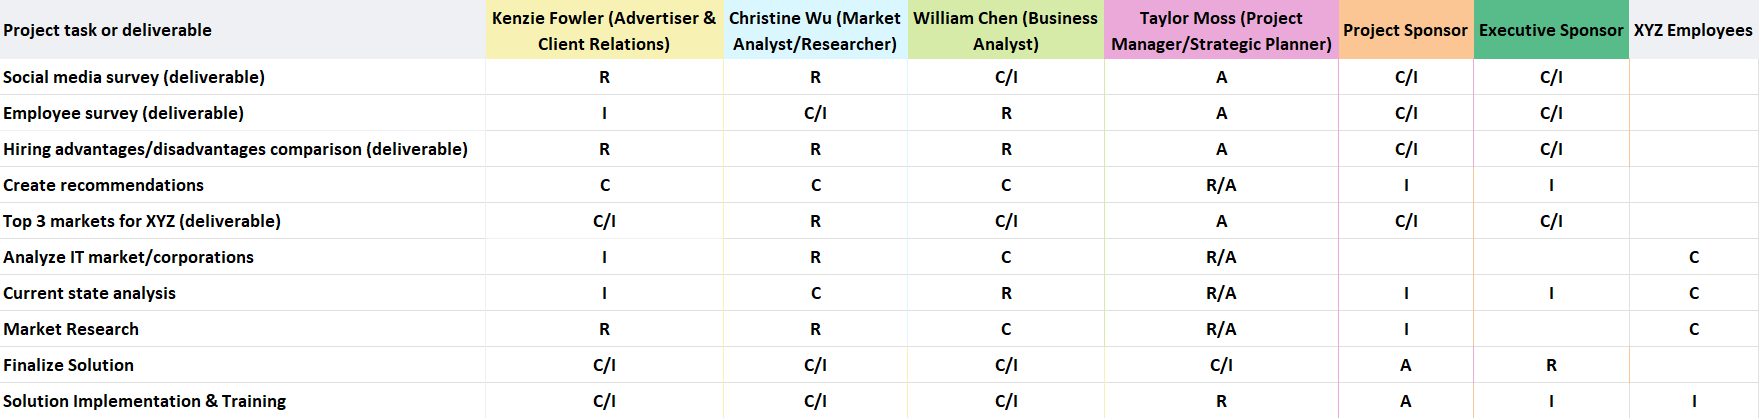 Project task or deliverable Kenzie Fowler (Advertiser & Client Relations) Christine Wu (Market Analyst/Researcher) William Chen (Business Analyst) Taylor Moss (Project Manager/Strategic Planner) Project Sponsor Executive Sponsor XYZ Employees
Social media survey (deliverable) R R C/I A C/I C/I
Employee survey (deliverable) I C/I R A C/I C/I
Hiring advantages/disadvantages comparison (deliverable) R R R A C/I C/I
Create recommendations C C C R/A I I
Top 3 markets for XYZ (deliverable) C/I R C/I A C/I C/I
Analyze IT market/corporations I R C R/A C
Current state analysis I C R R/A I I C
Market Research R R C R/A I C
Finalize Solution C/I C/I C/I C/I A R
Solution Implementation & Training C/I C/I C/I R A I I